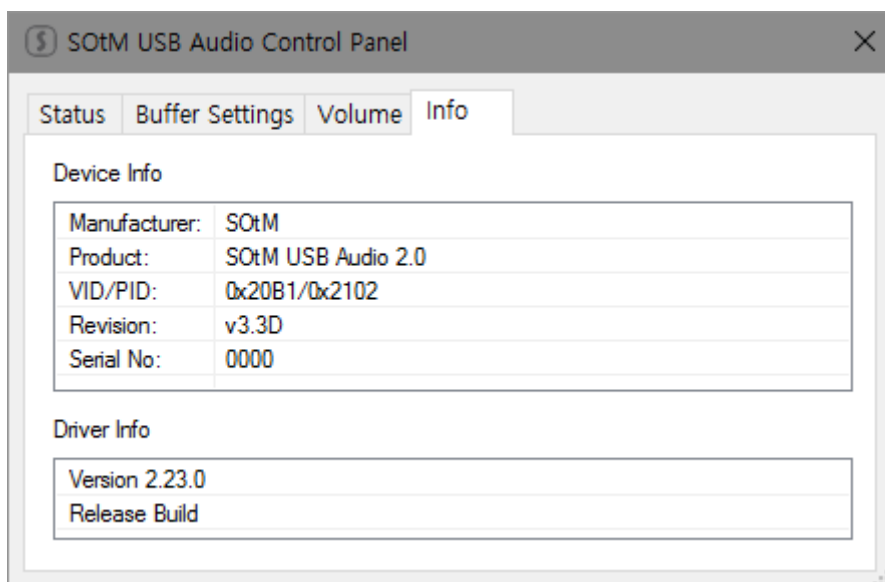 SOtM USB Audio Control Panel
Status Buffer Settings Volume Info
Device Info
Manufacturer: SOtM
Product: SOtM USB Audio 2.0
VID/PID: 0x20B1/0x2102
Revision: v3.3D
Serial No: 0000
Driver Info
Version 2.23.0
Release Build